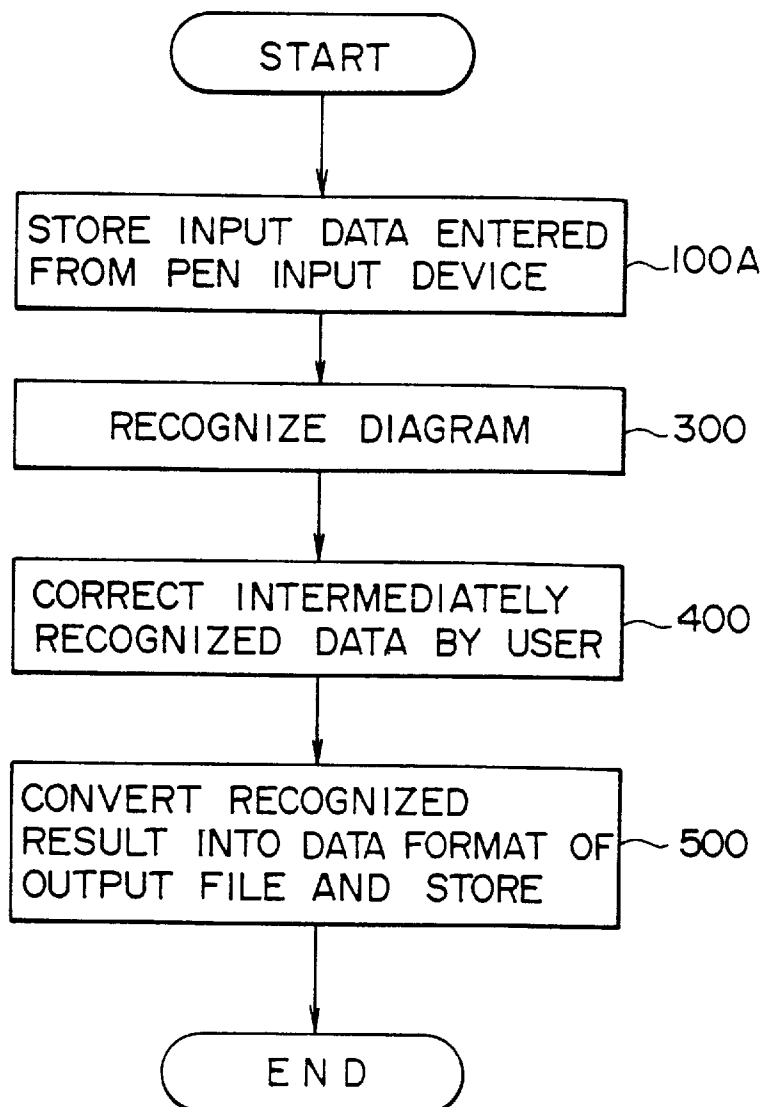 START
STORE INPUT DATA ENTERED
FROM PEN INPUT DEVICE
100A
RECOGNIZE DIAGRAM
300
CORRECT INTERMEDIATELY
RECOGNIZED DATA BY USER
400
CONVERT RECOGNIZED
RESULT INTO DATA FORMAT OF
OUTPUT FILE AND STORE
500
END